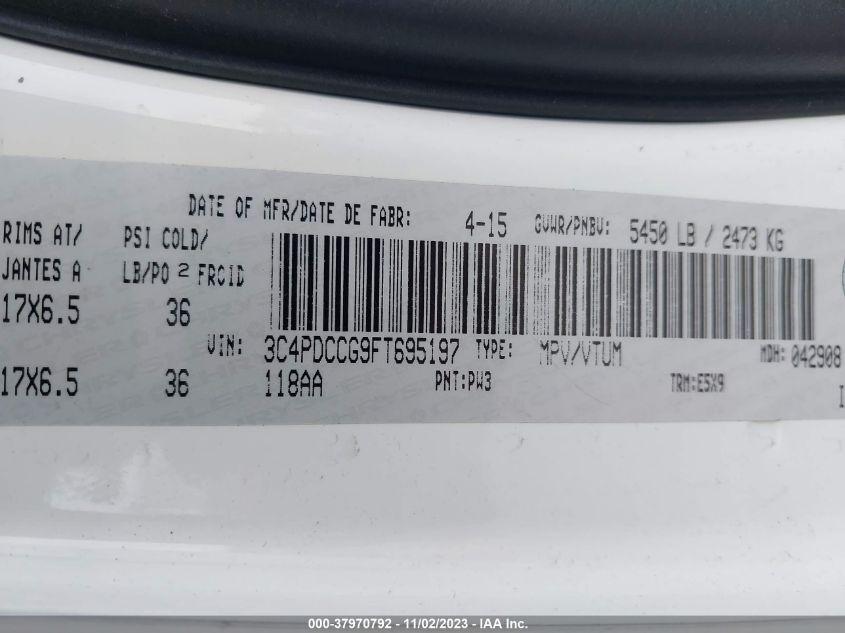 DATE OF MFR/DATE DE FABR: 4-15 GVWR/PNBV: 5450 LB / 2473 KG
RIMS AT/ PSI COLD/
JANTES A LB/PO 2 FROID
17X6.5 36
VIN: 3C4PDCCG9FT695197 TYPE: MPV/VTUM MDH: 042908
17X6.5 36 118AA PNT:PW3 TRM:E5X9
000-37970792 - 11/02/2023 - IAA Inc.